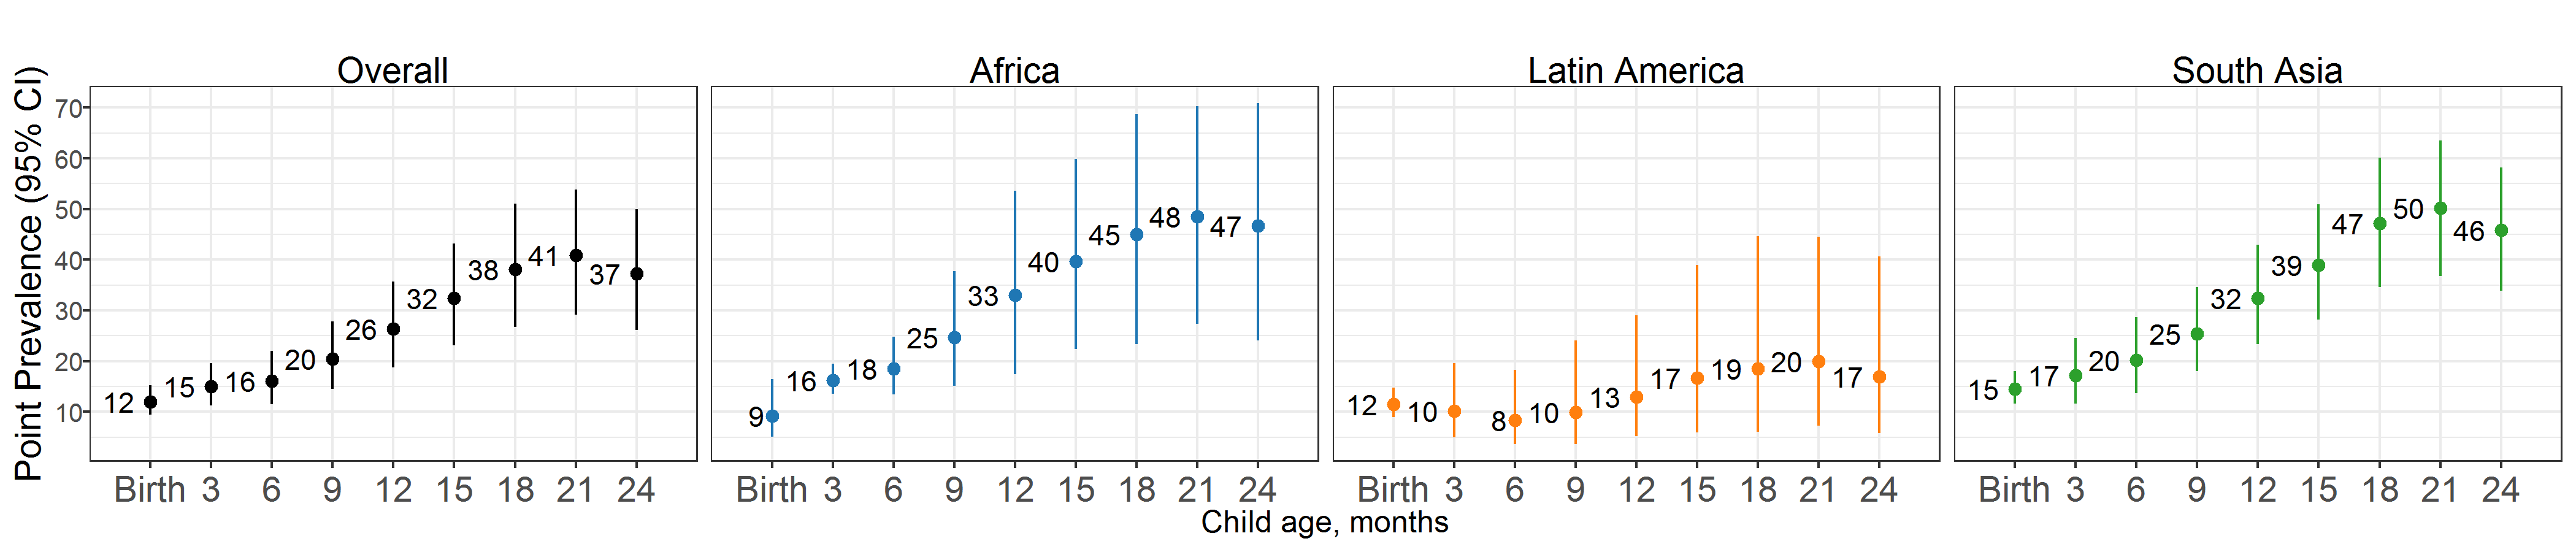 Overall
Africa
Latin America
South Asia
Point Prevalence (95% CI)
70
60
50
40
30
20
10
12 15 16 20 26 32 38 41 37
9 16 18 25 33 40 45 48 47
12 10 8 10 13 17 19 20 17
15 17 20 25 32 39 47 50 46
Birth 3 6 9 12 15 18 21 24
Birth 3 6 9 12 15 18 21 24
Birth 3 6 9 12 15 18 21 24
Birth 3 6 9 12 15 18 21 24
Child age, months